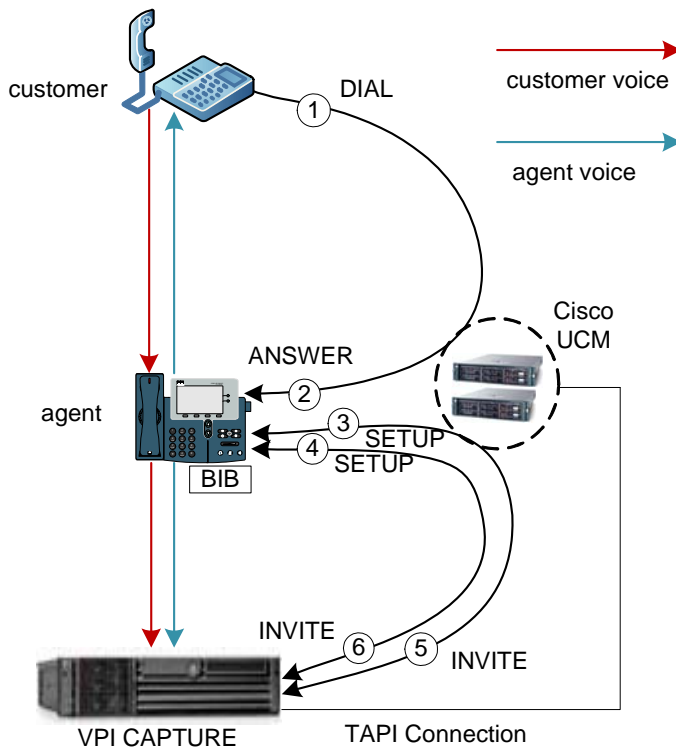 customer
1
DIAL
customer voice
agent voice
Cisco
UCM
ANSWER
2
agent
3
SETUP
4
SETUP
BIB
INVITE
6
5
INVITE
VPI CAPTURE
TAPI Connection